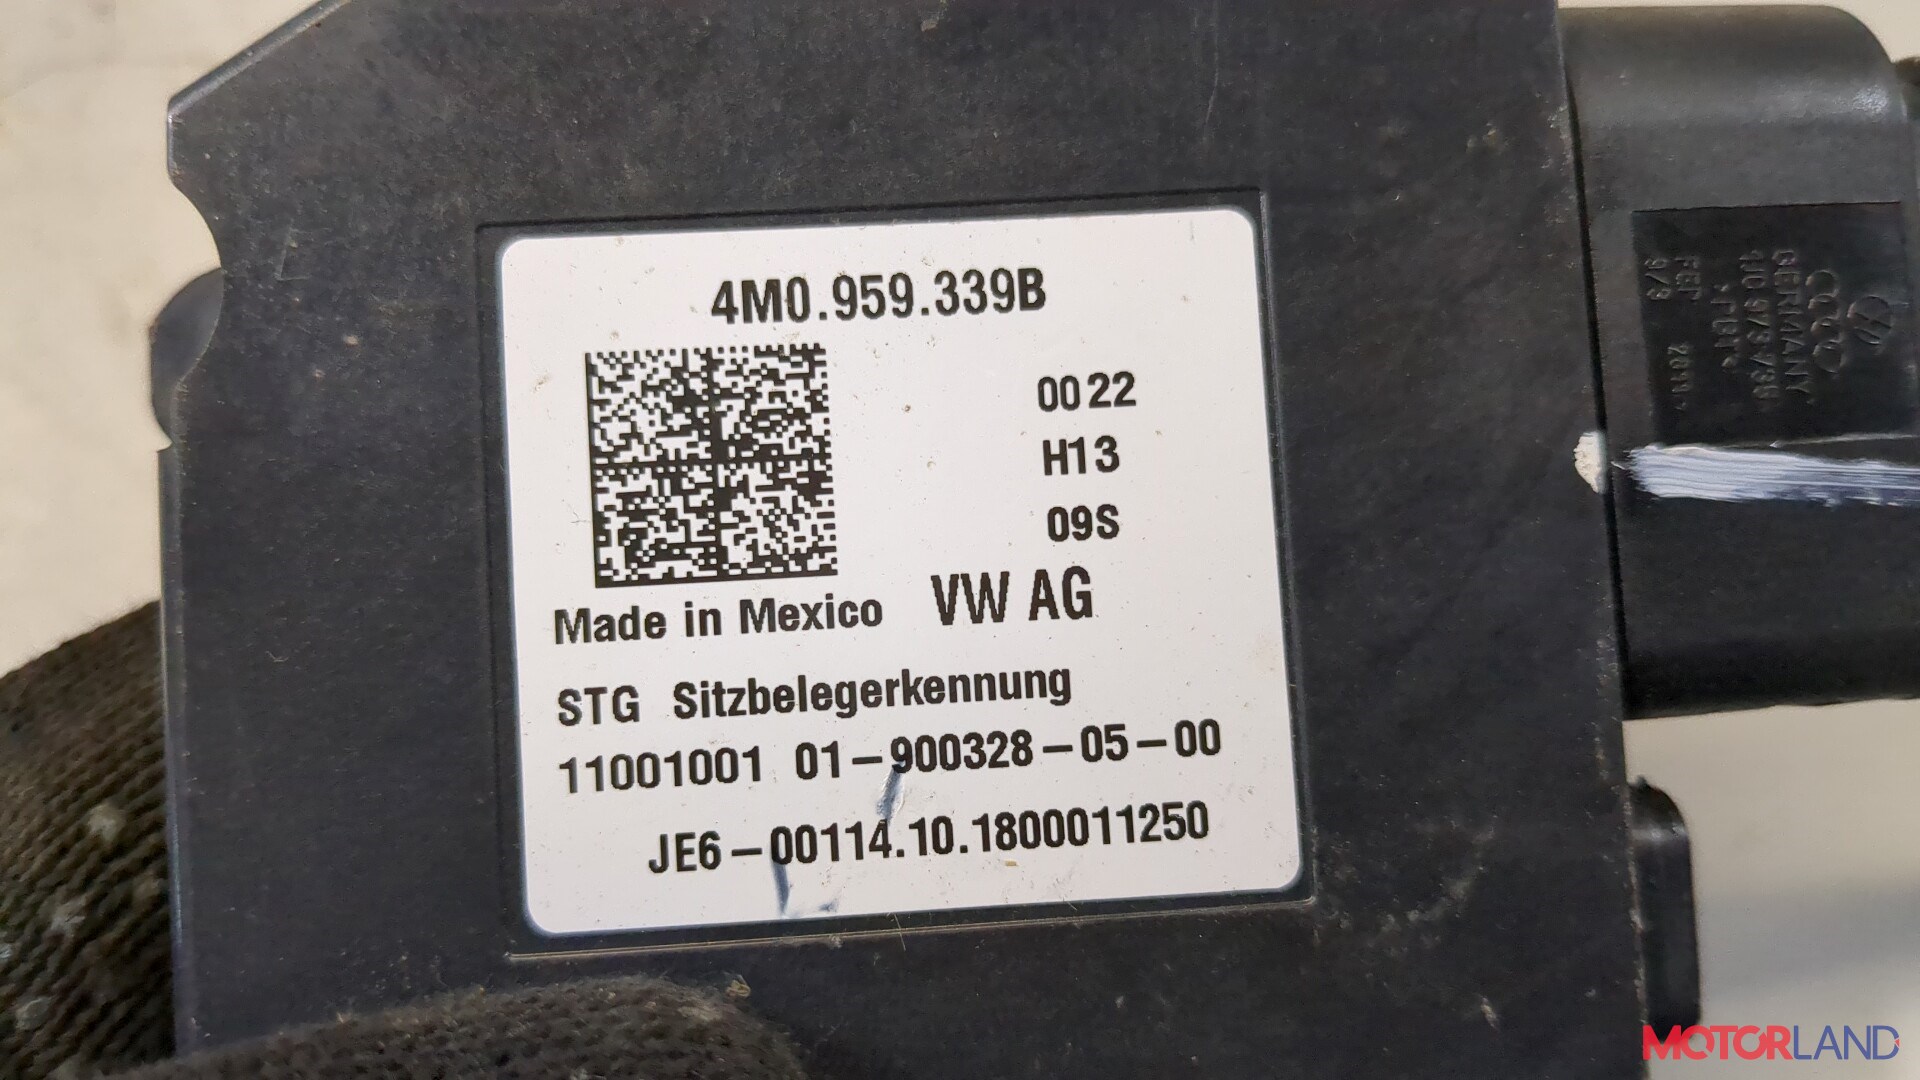 4M0.959.339B
0022
H13
09S
Made in Mexico VW AG
STG Sitzbelegerkennung
11001001 01-900328-05-00
JE6-00114.10.1800011250
GERMANY
MOTORLAND